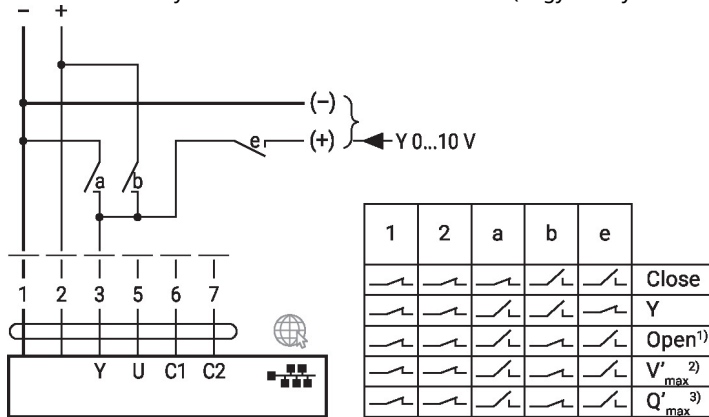 – +
(–)
e (+) Y 0...10 V
a b
1 2 a b e
Close
Y
Open¹⁾
V'max ²⁾
Q'max ³⁾
1 2 3 5 6 7
Y U C1 C2